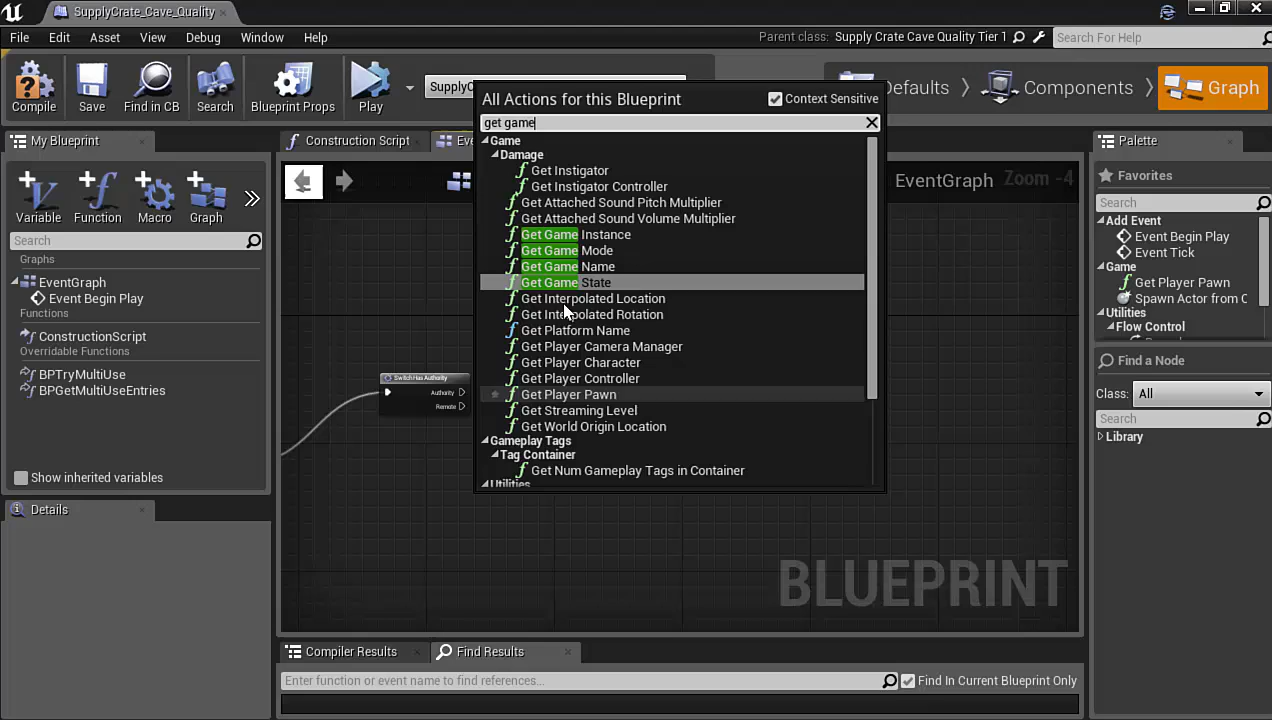 SupplyCrate_Cave_Quality
File Edit Asset View Debug Window Help
Parent class: Supply Crate Cave Quality Tier 1
Search For Help
Compile Save Find in CB Search Blueprint Props Play
SupplyC
Defaults Components Graph
My Blueprint
Construction Script
Eve
Variable Function Macro Graph
Search
Graphs
EventGraph
Event Begin Play
Functions
ConstructionScript
Overridable Functions
BPTryMultiUse
BPGetMultiUseEntries
Show inherited variables
Details
All Actions for this Blueprint
Context Sensitive
get game
Game
Damage
Get Instigator
Get Instigator Controller
Get Attached Sound Pitch Multiplier
Get Attached Sound Volume Multiplier
Get Game Instance
Get Game Mode
Get Game Name
Get Game State
Get Interpolated Location
Get Interpolated Rotation
Get Platform Name
Get Player Camera Manager
Get Player Character
Get Player Controller
Get Player Pawn
Get Streaming Level
Get World Origin Location
Gameplay Tags
Tag Container
Get Num Gameplay Tags in Container
Utilities
Switch Has Authority
Authority
Remote
EventGraph
Zoom -4
BLUEPRINT
Palette
Favorites
Search
Add Event
Event Begin Play
Event Tick
Game
Get Player Pawn
Spawn Actor from C
Utilities
Flow Control
Find a Node
Class: All
Search
Library
Compiler Results
Find Results
Enter function or event name to find references...
Find In Current Blueprint Only